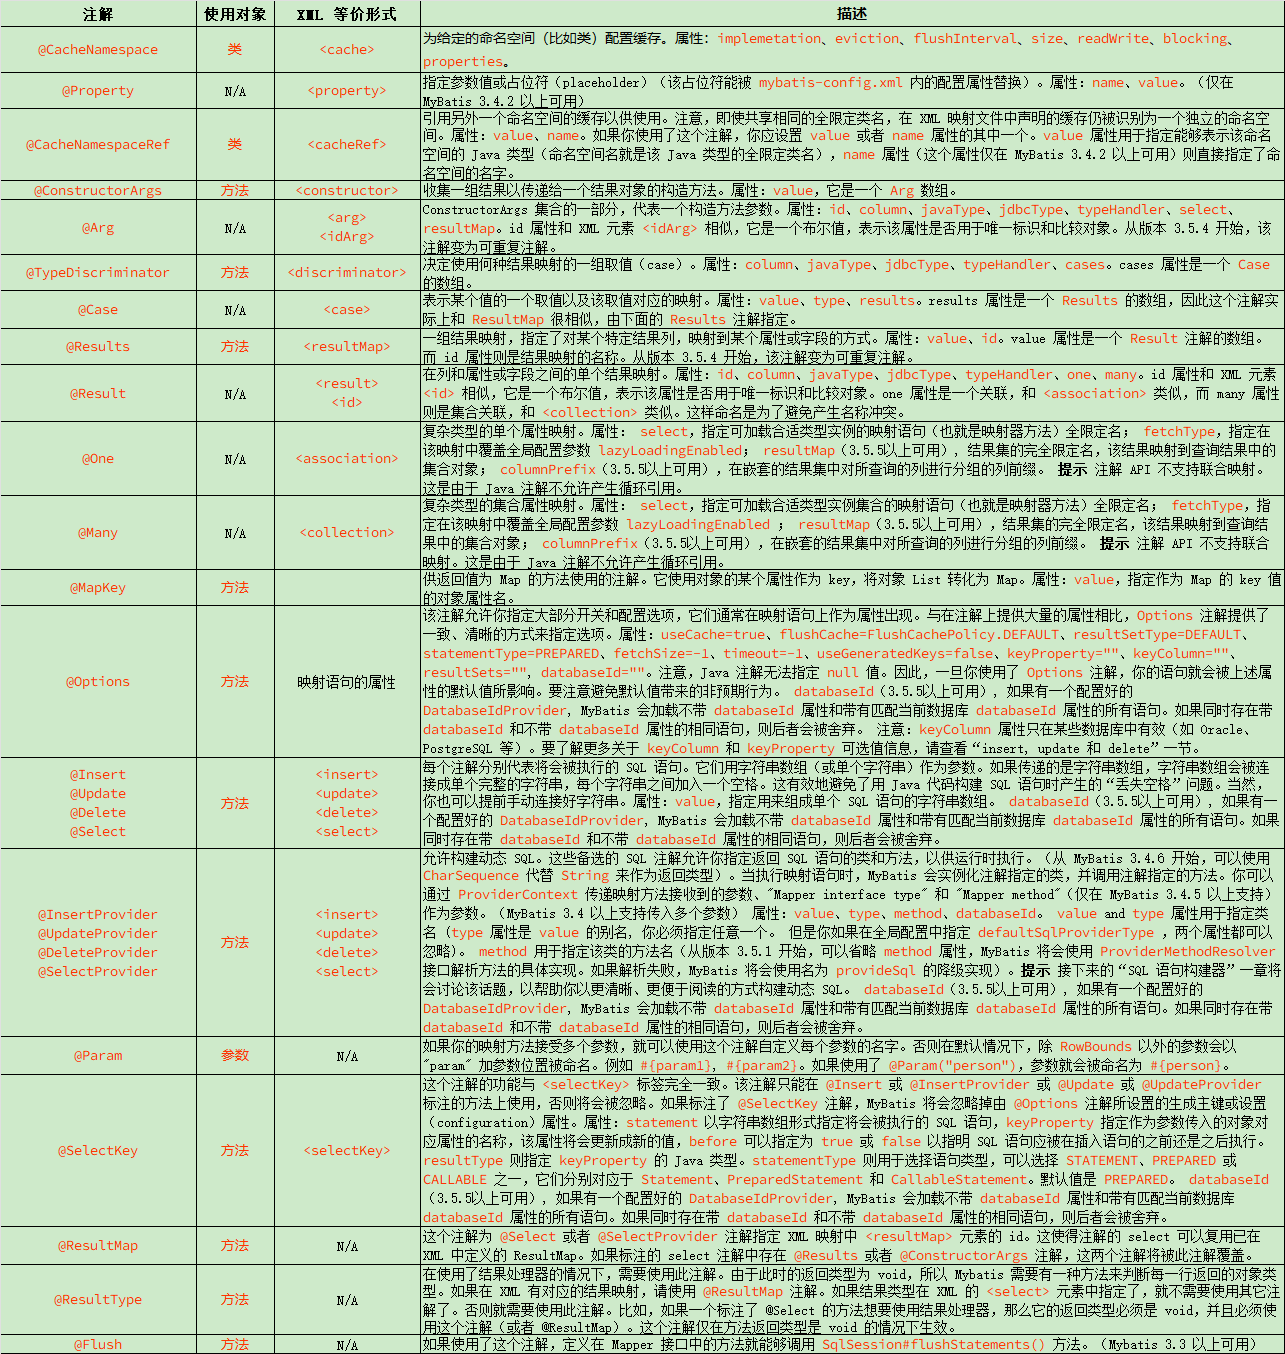 注解 使用对象 XML 等价形式 描述
@CacheNamespace 类 <cache> 为给定的命名空间（比如类）配置缓存。属性：implemetation、eviction、flushInterval、size、readWrite、blocking、
properties。
@Property N/A <property> 指定参数值或占位符（placeholder）（该占位符能被 mybatis-config.xml 内的配置属性替换）。属性：name、value。（仅在
MyBatis 3.4.2 以上可用）
@CacheNamespaceRef 类 <cacheRef> 引用另外一个命名空间的缓存以供使用。注意，即使共享相同的全限定类名，在 XML 映射文件中声明的缓存仍被识别为一个独立的命名空
间。属性：value、name。如果你使用了这个注解，你应设置 value 或者 name 属性的其中一个。value 属性用于指定能够表示该命名
空间的 Java 类型（命名空间名就是该 Java 类型的全限定类名），name 属性（这个属性仅在 MyBatis 3.4.2 以上可用）则直接指定了命
名空间的名字。
@ConstructorArgs 方法 <constructor> 收集一组结果以传递给一个结果对象的构造方法。属性：value，它是一个 Arg 数组。
@Arg N/A <arg>
<idArg> ConstructorArgs 集合的一部分，代表一个构造方法参数。属性：id、column、javaType、jdbcType、typeHandler、select、
resultMap。id 属性和 XML 元素 <idArg> 相似，它是一个布尔值，表示该属性是否用于唯一标识和比较对象。从版本 3.5.4 开始，该
注解变为可重复注解。
@TypeDiscriminator 方法 <discriminator> 决定使用何种结果映射的一组取值（case）。属性：column、javaType、jdbcType、typeHandler、cases。cases 属性是一个 Case
的数组。
@Case N/A <case> 表示某个值的一个取值以及该取值对应的映射。属性：value、type、results。results 属性是一个 Results 的数组，因此这个注解实
际上和 ResultMap 很相似，由下面的 Results 注解指定。
@Results 方法 <resultMap> 一组结果映射，指定了对某个特定结果列，映射到某个属性或字段的方式。属性：value、id。value 属性是一个 Result 注解的数组。
而 id 属性则是结果映射的名称。从版本 3.5.4 开始，该注解变为可重复注解。
@Result N/A <result>
<id> 在列和属性或字段之间的单个结果映射。属性：id、column、javaType、jdbcType、typeHandler、one、many。id 属性和 XML 元素
<id> 相似，它是一个布尔值，表示该属性是否用于唯一标识和比较对象。one 属性是一个关联，和 <association> 类似，而 many 属性
则是集合关联，和 <collection> 类似。这样命名是为了避免产生名称冲突。
@One N/A <association> 复杂类型的单个属性映射。属性： select，指定可加载合适类型实例的映射语句（也就是映射器方法）全限定名； fetchType，指定在
该映射中覆盖全局配置参数 lazyLoadingEnabled； resultMap（3.5.5以上可用），结果集的完全限定名，该结果映射到查询结果中的
集合对象； columnPrefix（3.5.5以上可用），在嵌套的结果集中对所查询的列进行分组的列前缀。 提示 注解 API 不支持联合映射。
这是由于 Java 注解不允许产生循环引用。
@Many N/A <collection> 复杂类型的集合属性映射。属性： select，指定可加载合适类型实例集合的映射语句（也就是映射器方法）全限定名； fetchType，指
定在该映射中覆盖全局配置参数 lazyLoadingEnabled ； resultMap（3.5.5以上可用），结果集的完全限定名，该结果映射到查询结
果中的集合对象； columnPrefix（3.5.5以上可用），在嵌套的结果集中对所查询的列进行分组的列前缀。 提示 注解 API 不支持联合
映射。这是由于 Java 注解不允许产生循环引用。
@MapKey 方法 供返回值为 Map 的方法使用的注解。它使用对象的某个属性作为 key，将对象 List 转化为 Map。属性：value，指定作为 Map 的 key 值
的对象属性名。
@Options 方法 映射语句的属性 该注解允许你指定大部分开关和配置选项，它们通常在映射语句上作为属性出现。与在注解上提供大量的属性相比，Options 注解提供了
一致、清晰的方式来指定选项。属性：useCache=true、flushCache=FlushCachePolicy.DEFAULT、resultSetType=DEFAULT、
statementType=PREPARED、fetchSize=-1、timeout=-1、useGeneratedKeys=false、keyProperty=""、keyColumn=""、
resultSets="", databaseId=""。注意，Java 注解无法指定 null 值。因此，一旦你使用了 Options 注解，你的语句就会被上述属
性的默认值所影响。要注意避免默认值带来的非预期行为。 databaseId（3.5.5以上可用），如果有一个配置好的
DatabaseIdProvider, MyBatis 会加载不带 databaseId 属性和带有匹配当前数据库 databaseId 属性的所有语句。如果同时存在带
databaseId 和不带 databaseId 属性的相同语句，则后者会被舍弃。 注意：keyColumn 属性只在某些数据库中有效（如 Oracle、
PostgreSQL 等）。要了解更多关于 keyColumn 和 keyProperty 可选值信息，请查看“insert, update 和 delete”一节。
@Insert
@Update
@Delete
@Select 方法 <insert>
<update>
<delete>
<select> 每个注解分别代表将会被执行的 SQL 语句。它们用字符串数组（或单个字符串）作为参数。如果传递的是字符串数组，字符串数组会被连
接成单个完整的字符串，每个字符串之间加入一个空格。这有效地避免了用 Java 代码构建 SQL 语句时产生的“丢失空格”问题。当然，
你也可以提前手动连接好字符串。属性：value，指定用来组成单个 SQL 语句的字符串数组。 databaseId（3.5.5以上可用），如果有一
个配置好的 DatabaseIdProvider, MyBatis 会加载不带 databaseId 属性和带有匹配当前数据库 databaseId 属性的所有语句。如果
同时存在带 databaseId 和不带 databaseId 属性的相同语句，则后者会被舍弃。
@InsertProvider
@UpdateProvider
@DeleteProvider
@SelectProvider 方法 <insert>
<update>
<delete>
<select> 允许构建动态 SQL。这些备选的 SQL 注解允许你指定返回 SQL 语句的类和方法，以供运行时执行。（从 MyBatis 3.4.6 开始，可以使用
CharSequence 代替 String 来作为返回类型）。当执行映射语句时，MyBatis 会实例化注解指定的类，并调用注解指定的方法。你可以
通过 ProviderContext 传递映射方法接收到的参数、"Mapper interface type" 和 "Mapper method"（仅在 MyBatis 3.4.5 以上支持）
作为参数。（MyBatis 3.4 以上支持传入多个参数） 属性：value、type、method、databaseId。 value and type 属性用于指定类
名 (type 属性是 value 的别名, 你必须指定任意一个。 但是你如果在全局配置中指定 defaultSqlProviderType ，两个属性都可以
忽略)。 method 用于指定该类的方法名（从版本 3.5.1 开始，可以省略 method 属性，MyBatis 将会使用 ProviderMethodResolver
接口解析方法的具体实现。如果解析失败，MyBatis 将会使用名为 provideSql 的降级实现）。提示 接下来的“SQL 语句构建器”一章将
会讨论该话题，以帮助你以更清晰、更便于阅读的方式构建动态 SQL。 databaseId（3.5.5以上可用），如果有一个配置好的
DatabaseIdProvider, MyBatis 会加载不带 databaseId 属性和带有匹配当前数据库 databaseId 属性的所有语句。如果同时存在带
databaseId 和不带 databaseId 属性的相同语句，则后者会被舍弃。
@Param 参数 N/A 如果你的映射方法接受多个参数，就可以使用这个注解自定义每个参数的名字。否则在默认情况下，除 RowBounds 以外的参数会以
"param" 加参数位置被命名。例如 #{param1}, #{param2}。如果使用了 @Param("person")，参数就会被命名为 #{person}。
@SelectKey 方法 <selectKey> 这个注解的功能与 <selectKey> 标签完全一致。该注解只能在 @Insert 或 @InsertProvider 或 @Update 或 @UpdateProvider
标注的方法上使用，否则将会被忽略。如果标注了 @SelectKey 注解，MyBatis 将会忽略掉由 @Options 注解所设置的生成主键或设置
（configuration）属性。属性：statement 以字符串数组形式指定将会被执行的 SQL 语句，keyProperty 指定作为参数传入的对象对
应属性的名称，该属性将会更新成新的值，before 可以指定为 true 或 false 以指明 SQL 语句应被在插入语句的之前还是之后执行。
resultType 则指定 keyProperty 的 Java 类型。statementType 则用于选择语句类型，可以选择 STATEMENT、PREPARED 或
CALLABLE 之一，它们分别对应于 Statement、PreparedStatement 和 CallableStatement。默认值是 PREPARED。 databaseId
（3.5.5以上可用），如果有一个配置好的 DatabaseIdProvider, MyBatis 会加载不带 databaseId 属性和带有匹配当前数据库
databaseId 属性的所有语句。如果同时存在带 databaseId 和不带 databaseId 属性的相同语句，则后者会被舍弃。
@ResultMap 方法 N/A 这个注解为 @Select 或者 @SelectProvider 注解指定 XML 映射中 <resultMap> 元素的 id。这使得注解的 select 可以复用已在
XML 中定义的 ResultMap。如果标注的 select 注解中存在 @Results 或者 @ConstructorArgs 注解，这两个注解将被此注解覆盖。
@ResultType 方法 N/A 在使用了结果处理器的情况下，需要使用此注解。由于此时的返回类型为 void，所以 Mybatis 需要有一种方法来判断每一行返回的对象类
型。如果在 XML 有对应的结果映射，请使用 @ResultMap 注解。如果结果类型在 XML 的 <select> 元素中指定了，就不需要使用其它注
解了。否则就需要使用此注解。比如，如果一个标注了 @Select 的方法想要使用结果处理器，那么它的返回类型必须是 void，并且必须使
用这个注解（或者 @ResultMap）。这个注解仅在方法返回类型是 void 的情况下生效。
@Flush 方法 N/A 如果使用了这个注解，定义在 Mapper 接口中的方法就能够调用 SqlSession#flushStatements() 方法。（Mybatis 3.3 以上可用）